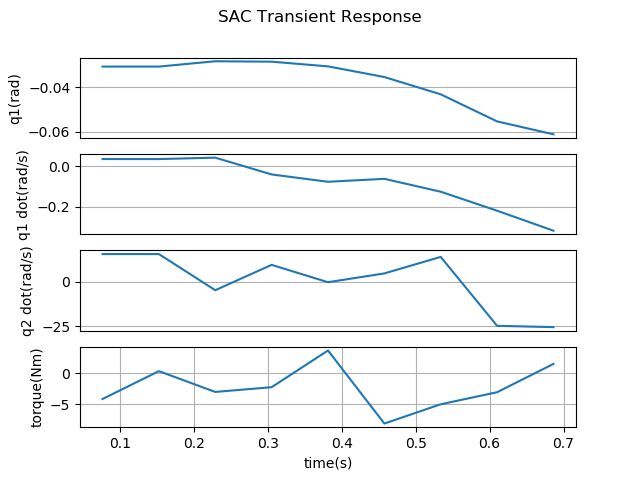 SAC Transient Response
q1(rad)
−0.04
−0.06
q1 dot(rad/s)
0.0
−0.2
q2 dot(rad/s)
0
−25
torque(Nm)
0
−5
0.1 0.2 0.3 0.4 0.5 0.6 0.7
time(s)